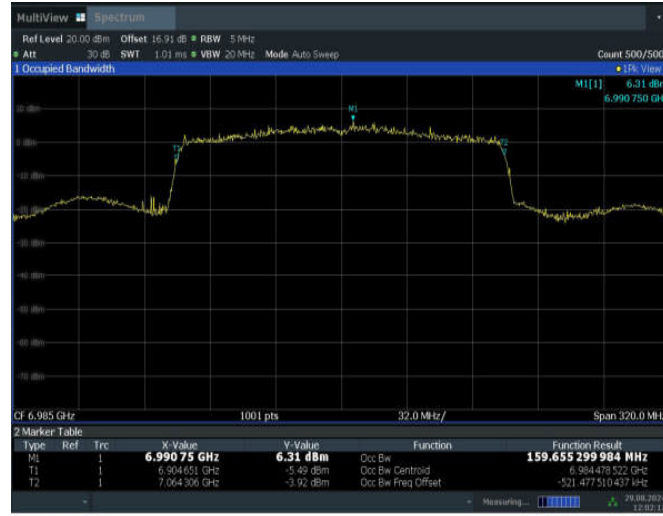 MultiView Spectrum
Ref Level 20.00 dBm Offset 16.91 dB RBW 5 MHz
Att 30 dB SWT 1.01 ms VBW 20 MHz Mode Auto Sweep Count 500/500
1 Occupied Bandwidth 1Pk View
M1[1] 6.31 dBm
6.990 750 GH
M1
10 dBm
0 dBm
T1 T2
-10 dBm
-20 dBm
-30 dBm
-40 dBm
-50 dBm
-60 dBm
-70 dBm
CF 6.985 GHz 1001 pts 32.0 MHz/ Span 320.0 MH
2 Marker Table
Type Ref Trc X-Value Y-Value Function Function Result
M1 1 6.990 75 GHz 6.31 dBm Occ Bw 159.655 299 984 MHz
T1 1 6.904 651 GHz -5.49 dBm Occ Bw Centroid 6.984 478 522 GHz
T2 1 7.064 306 GHz -3.92 dBm Occ Bw Freq Offset -521.477 510 437 kHz
Measuring... 29.08.202